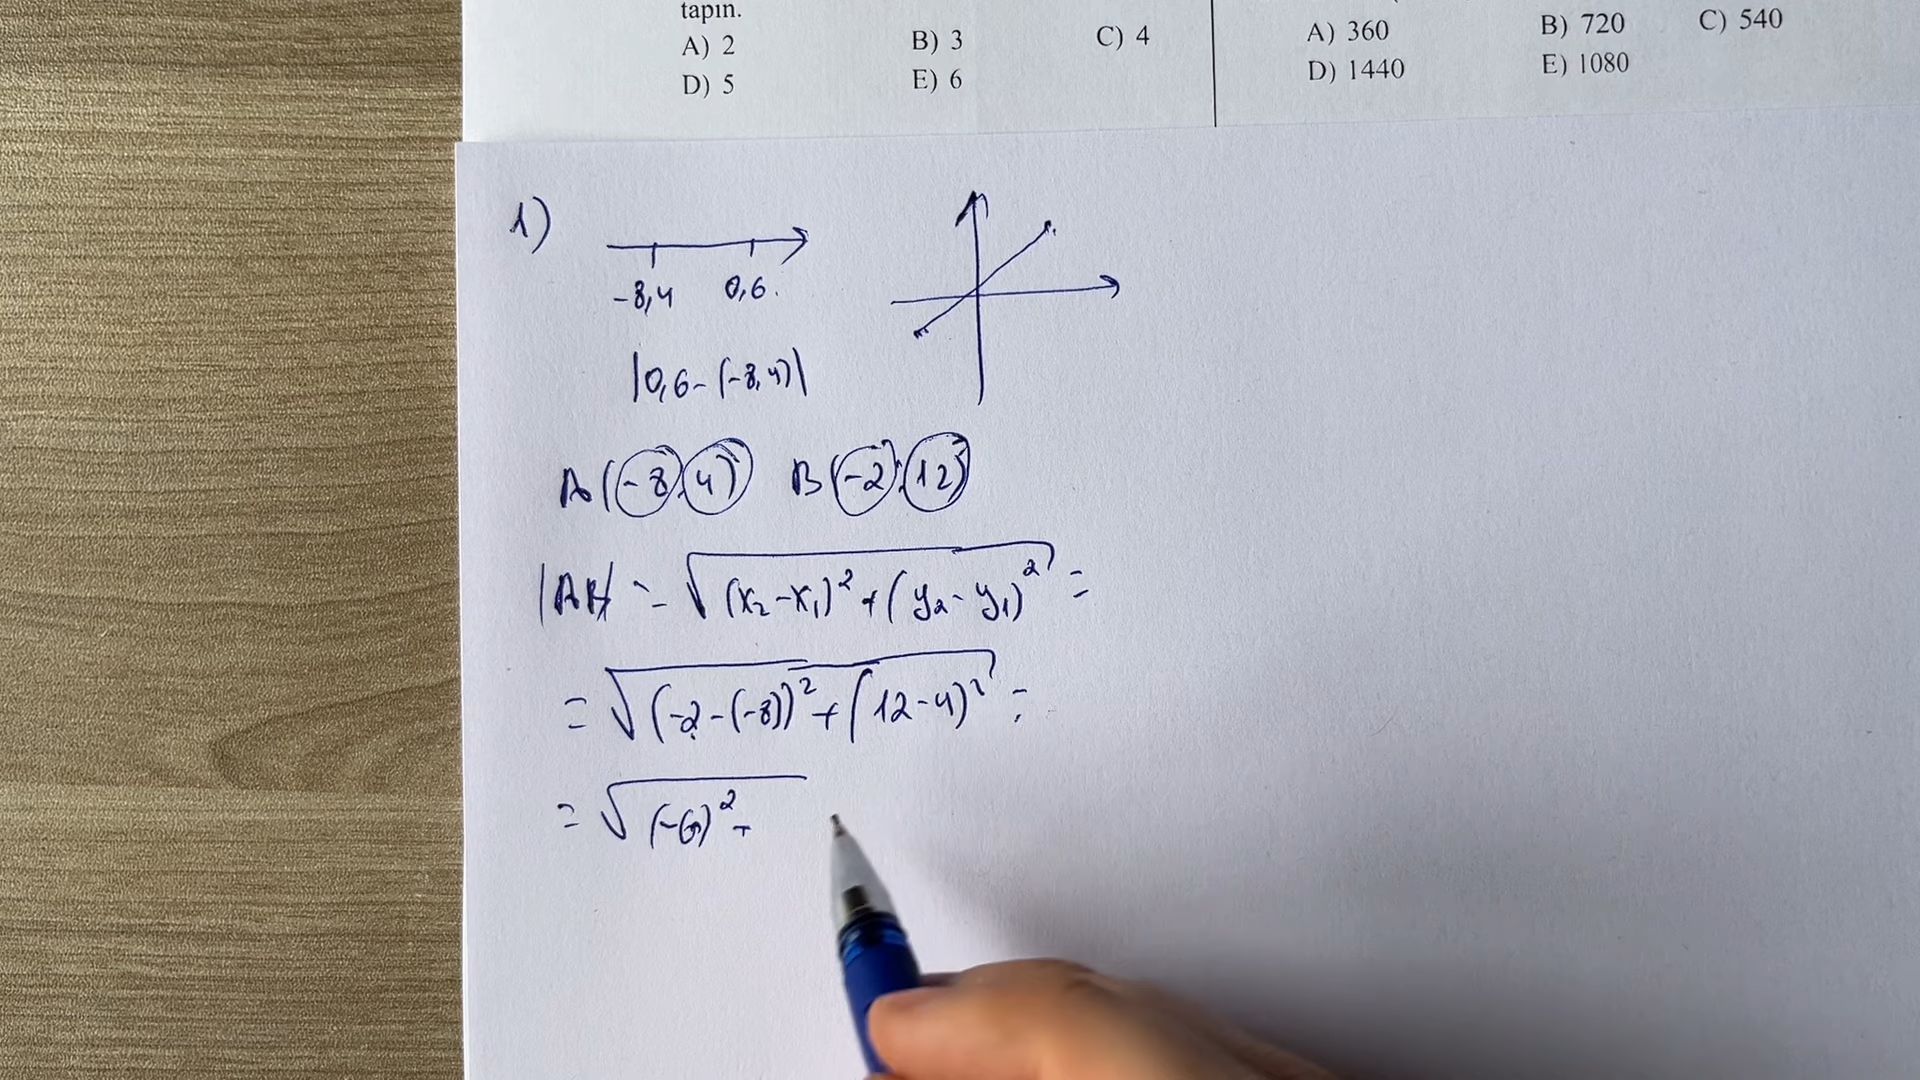 tapın.
A) 2 B) 3 C) 4
D) 5 E) 6
A) 360 B) 720 C) 540
D) 1440 E) 1080
1)
-8,4 0,6.
|0,6-(-8,4)|
A(-8;4) B(-2;12)
|AB| = √(x₂-x₁)²+(y₂-y₁)² =
= √(-2-(-8))²+(12-4)² =
= √(-6)²+